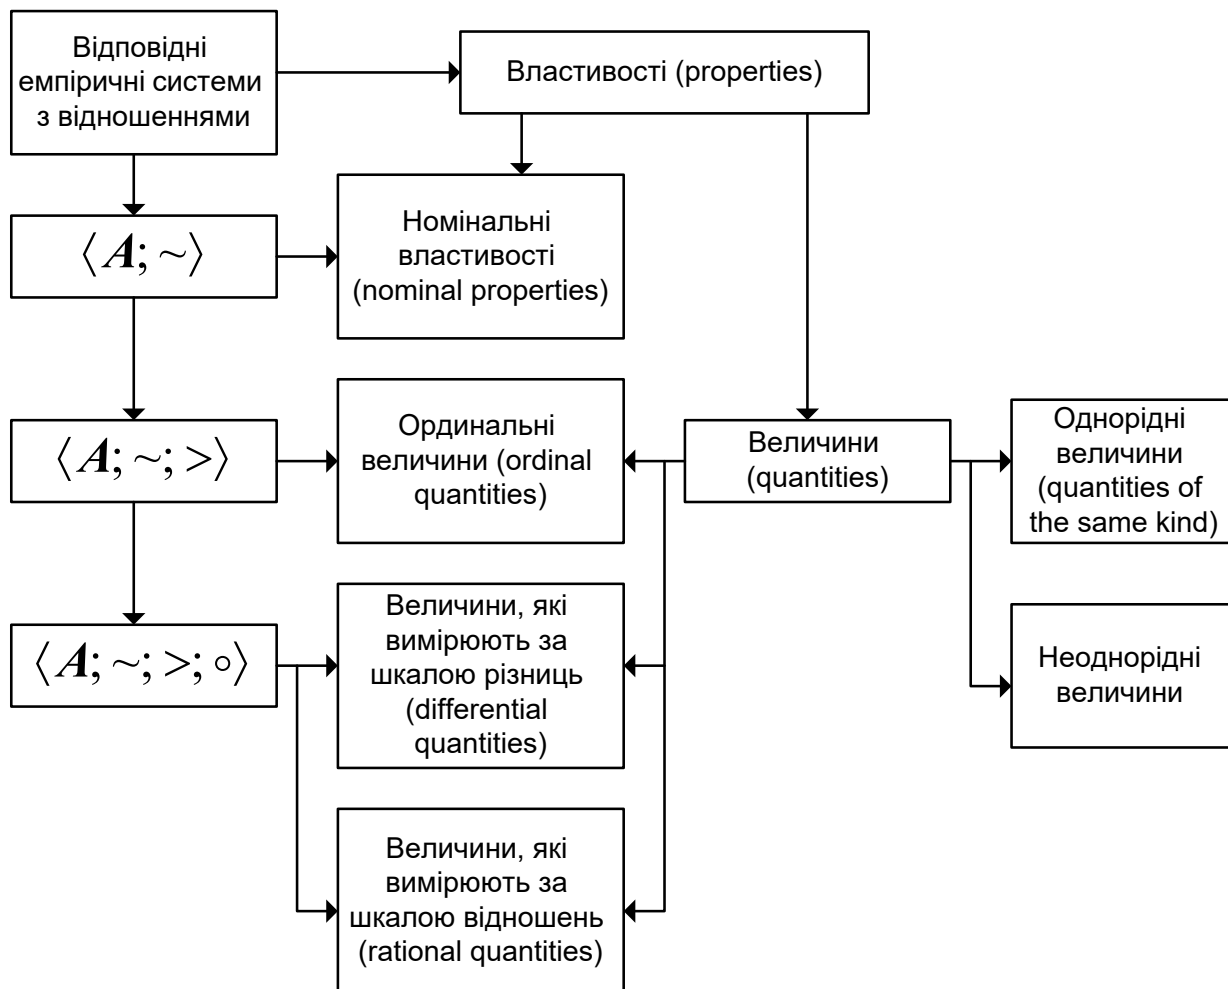 Відповідні
емпіричні системи
з відношеннями
Властивості (properties)
⟨A; ~⟩
Номінальні
властивості
(nominal properties)
⟨A; ~; >⟩
Ординальні
величини (ordinal
quantities)
Величини
(quantities)
Однорідні
величини
(quantities of
the same kind)
⟨A; ~; >; ∘⟩
Величини, які
вимірюють за
шкалою різниць
(differential
quantities)
Неоднорідні
величини
Величини, які
вимірюють за
шкалою відношень
(rational quantities)